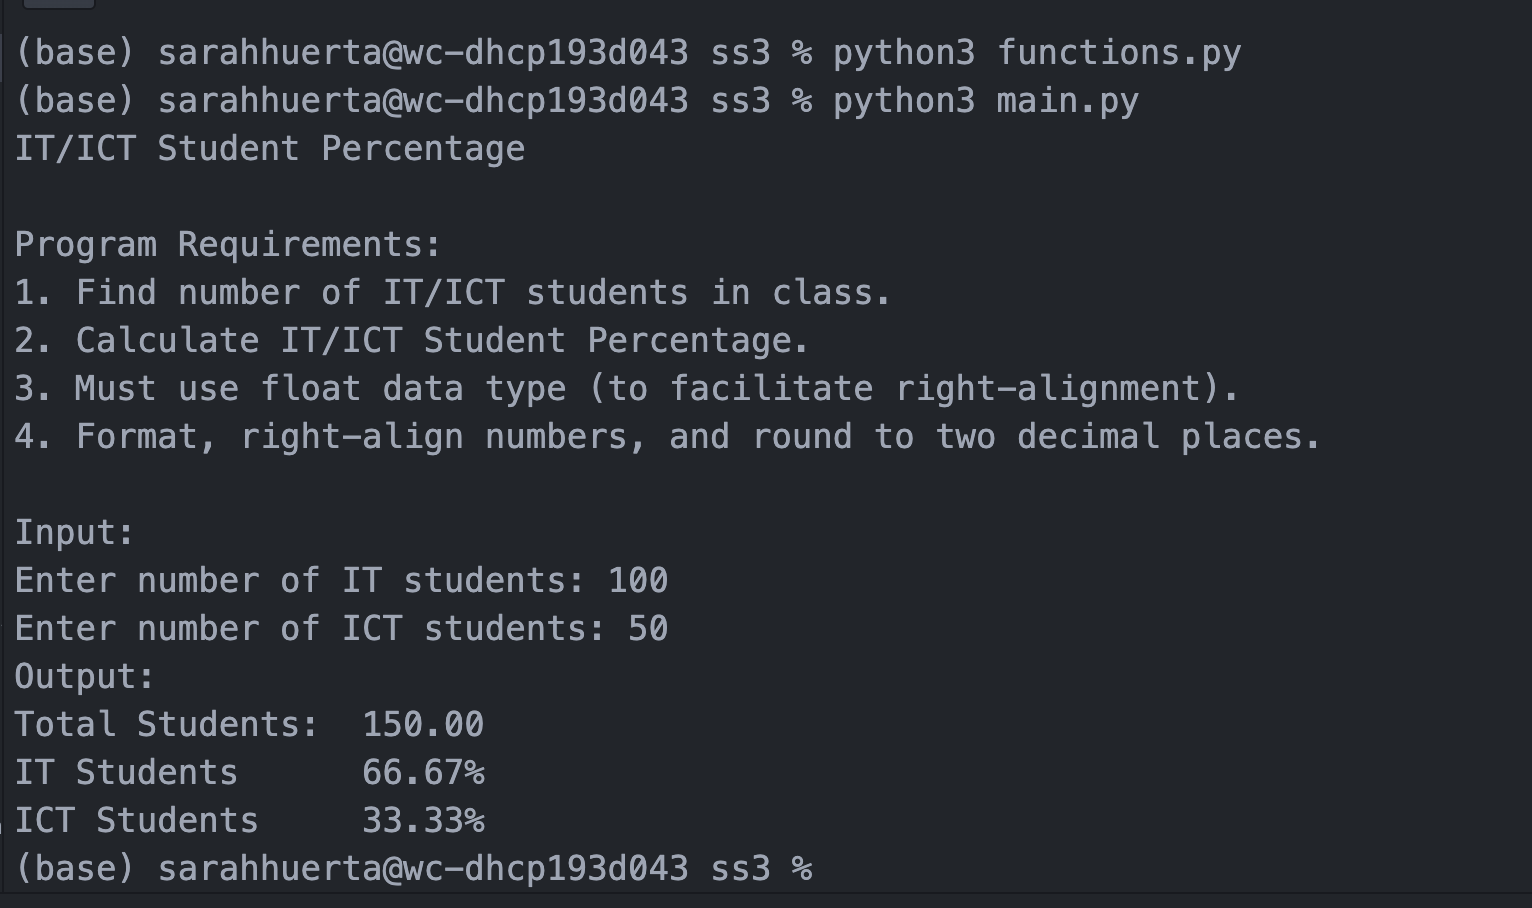 (base) sarahhuerta@wc-dhcp193d043 ss3 % python3 functions.py
(base) sarahhuerta@wc-dhcp193d043 ss3 % python3 main.py
IT/ICT Student Percentage

Program Requirements:
1. Find number of IT/ICT students in class.
2. Calculate IT/ICT Student Percentage.
3. Must use float data type (to facilitate right-alignment).
4. Format, right-align numbers, and round to two decimal places.

Input:
Enter number of IT students: 100
Enter number of ICT students: 50
Output:
Total Students:  150.00
IT Students      66.67%
ICT Students     33.33%
(base) sarahhuerta@wc-dhcp193d043 ss3 %